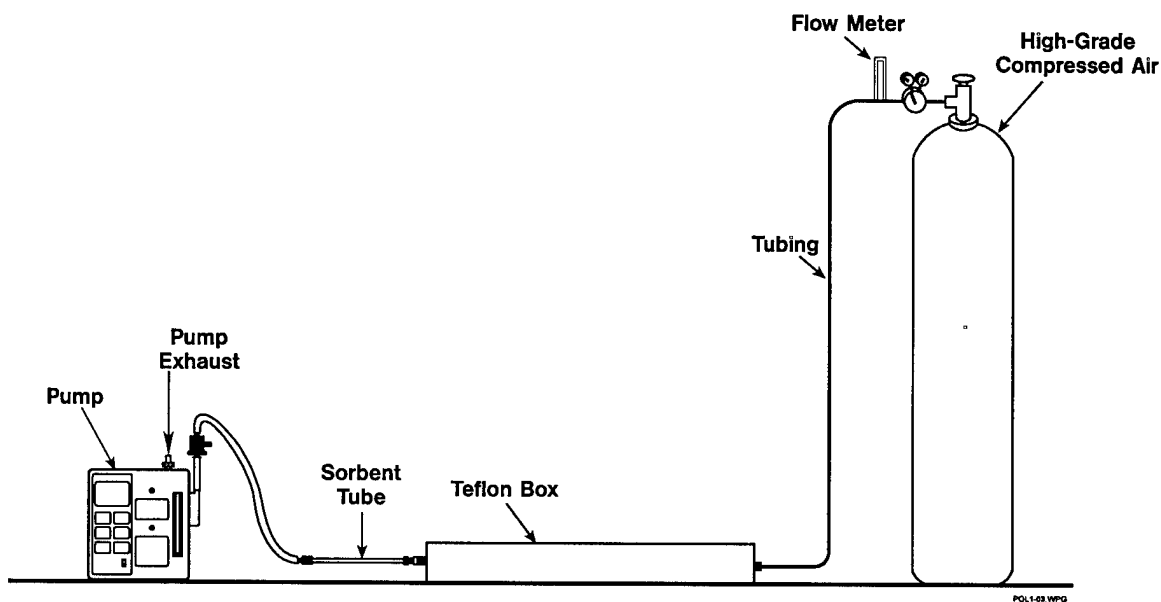 Flow Meter
High-Grade
Compressed Air
Tubing
Pump
Exhaust
Pump
Sorbent
Tube
Teflon Box
POL1-03.WPG